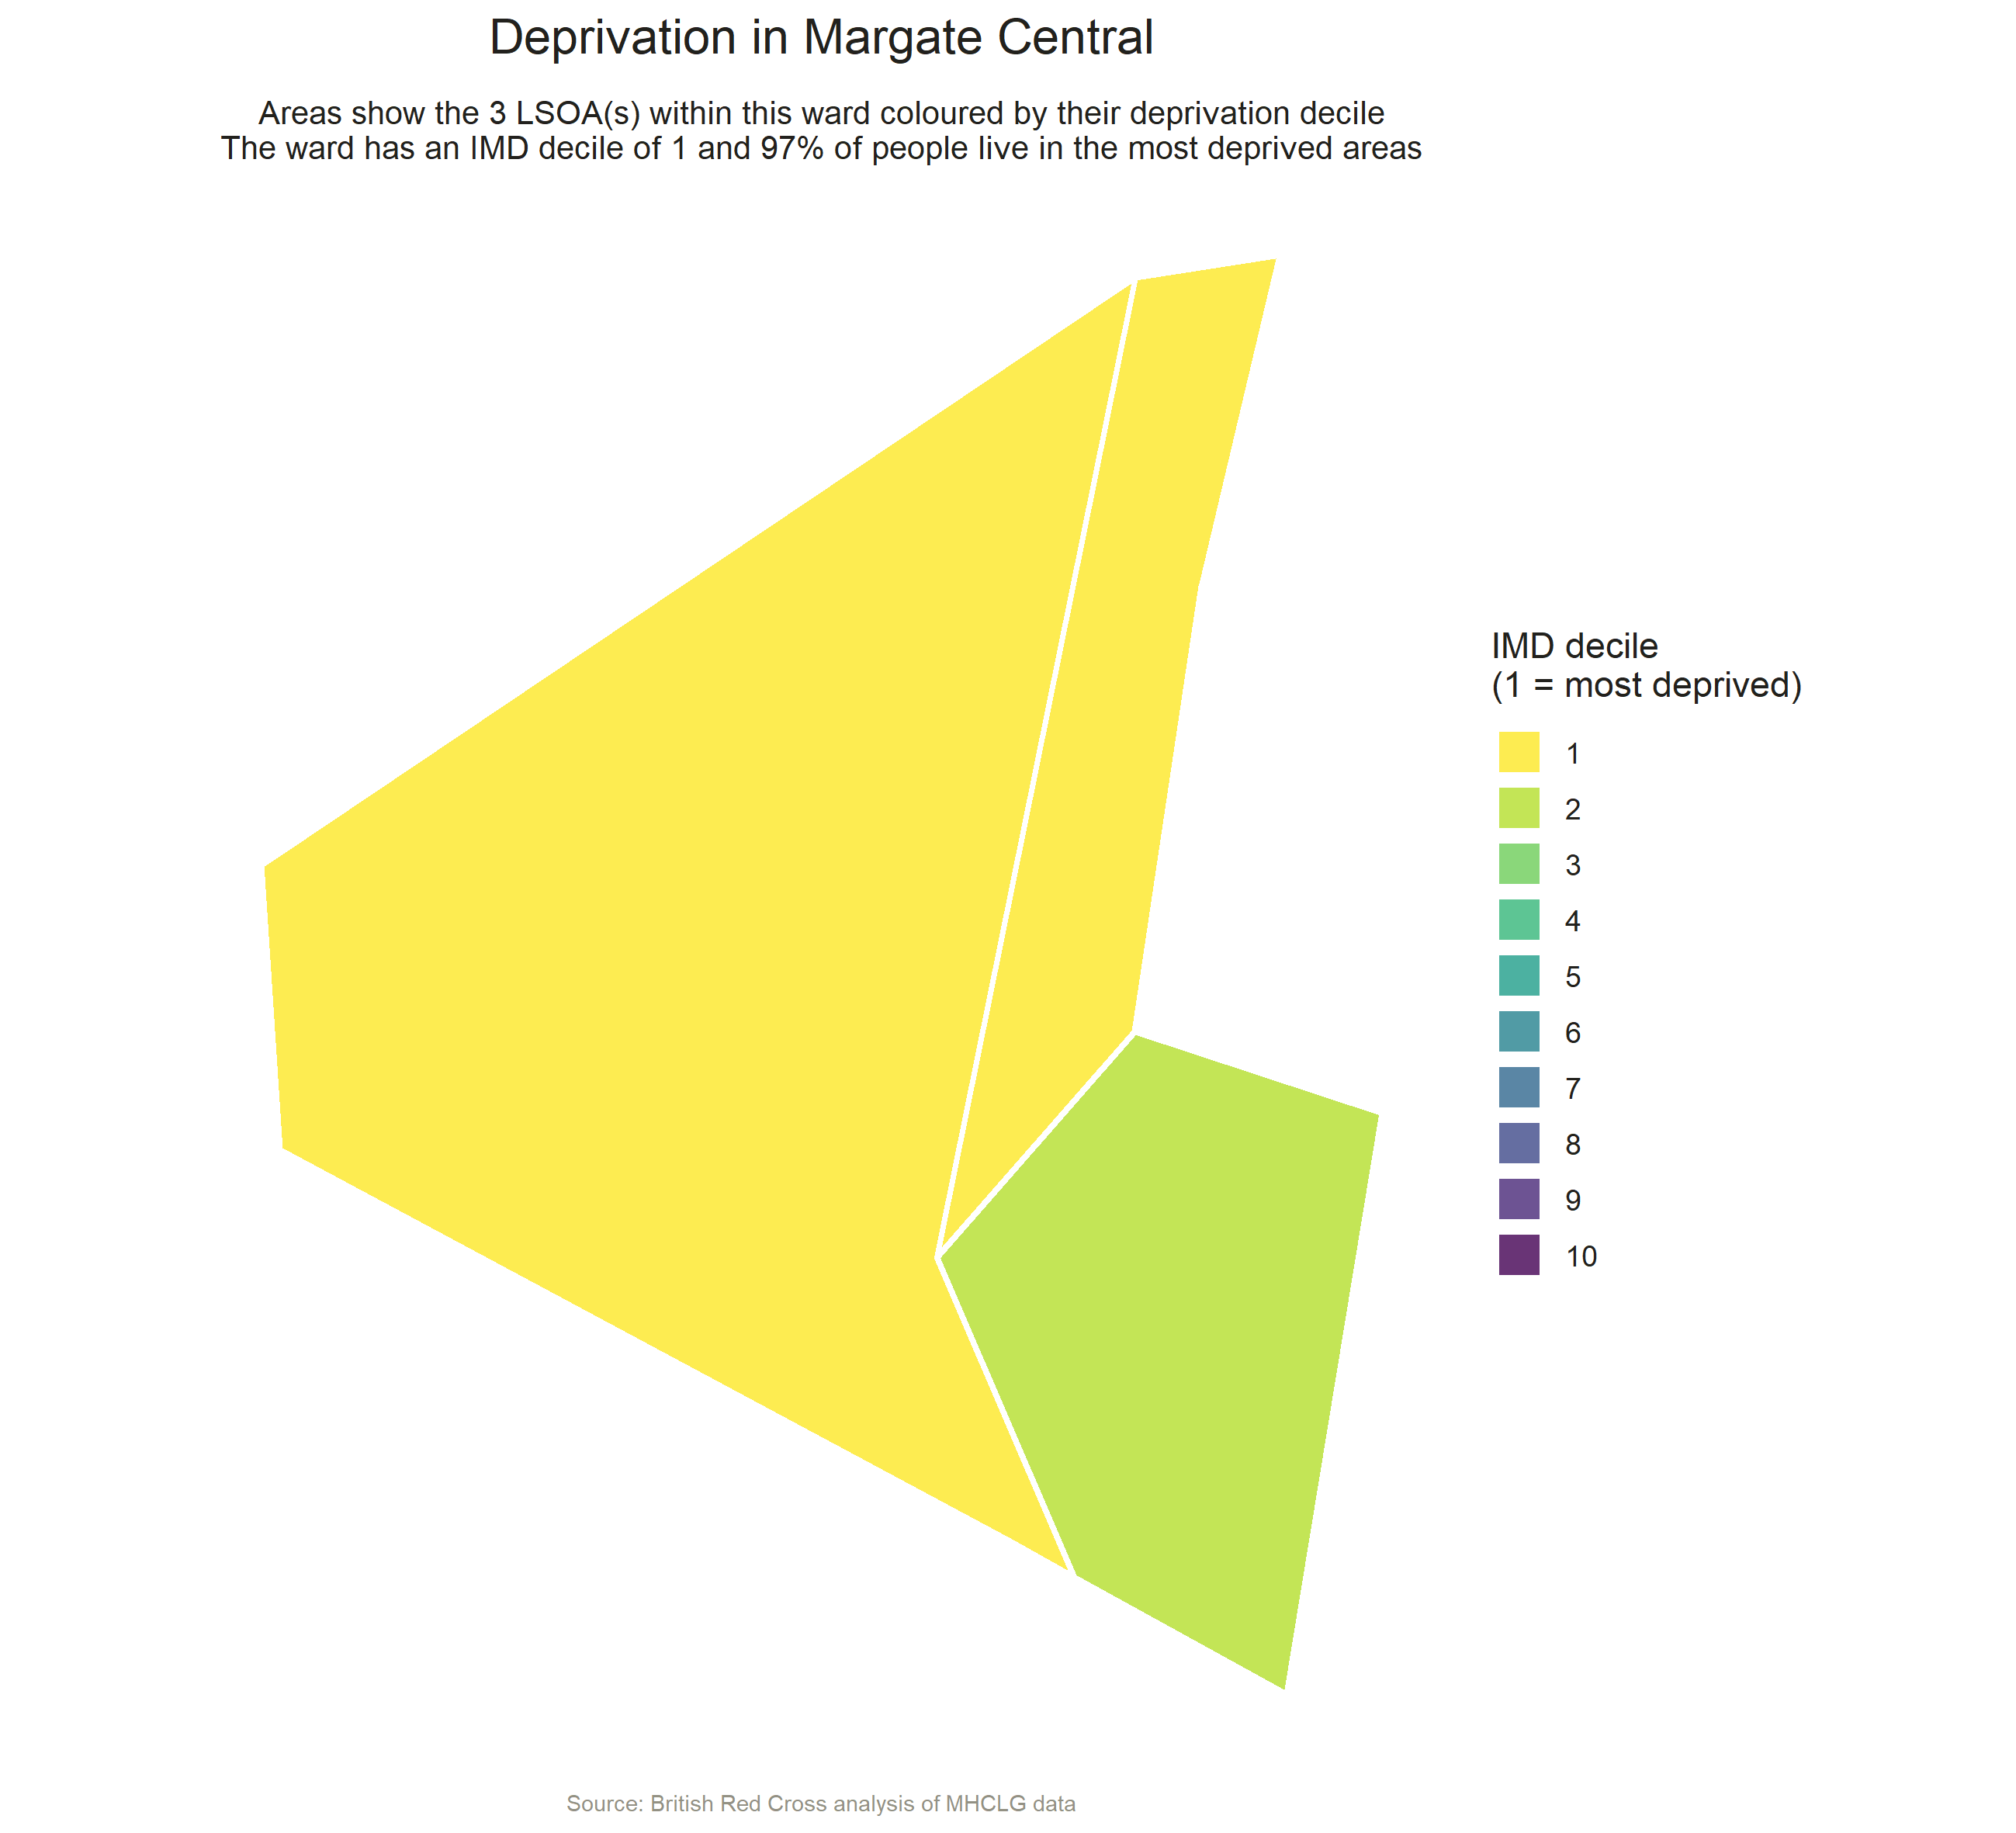 Deprivation in Margate Central
Areas show the 3 LSOA(s) within this ward coloured by their deprivation decile
The ward has an IMD decile of 1 and 97% of people live in the most deprived areas
IMD decile
(1 = most deprived)
1
2
3
4
5
6
7
8
9
10
Source: British Red Cross analysis of MHCLG data